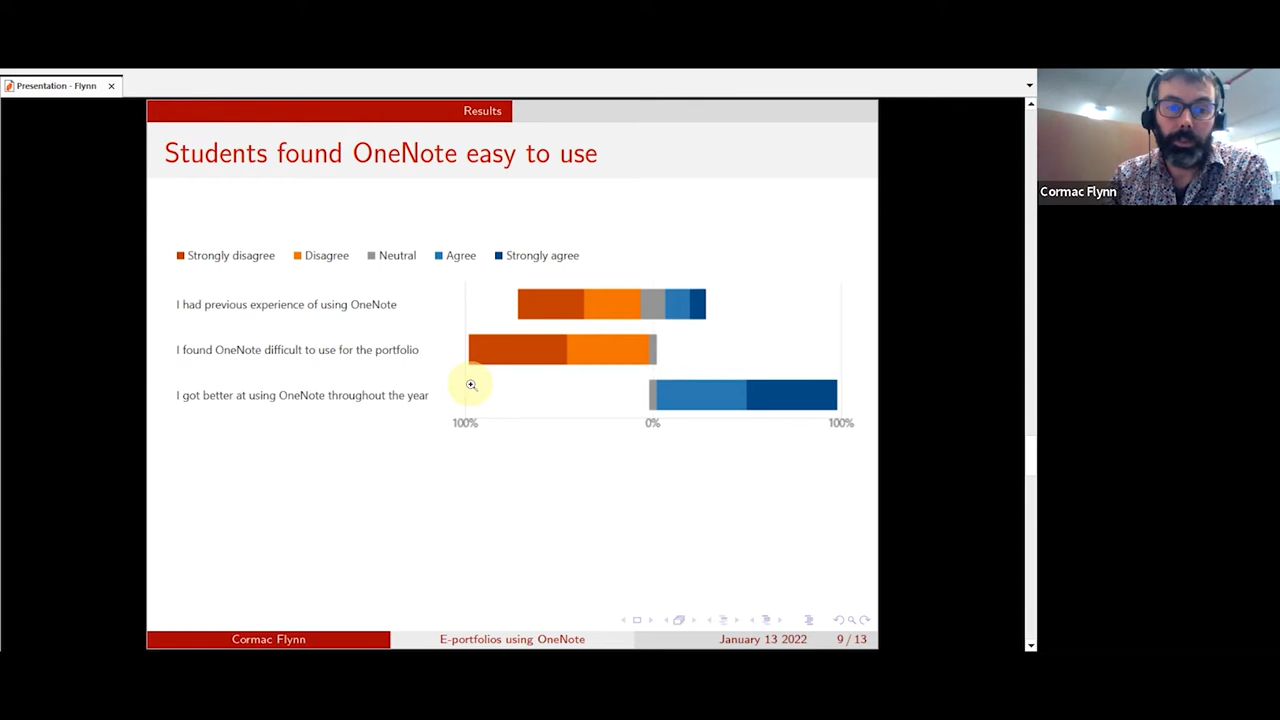 Presentation - Flynn
Results
Students found OneNote easy to use
Strongly disagree Disagree Neutral Agree Strongly agree
I had previous experience of using OneNote
I found OneNote difficult to use for the portfolio
I got better at using OneNote throughout the year
100% 0% 100%
Cormac Flynn E-portfolios using OneNote January 13 2022 9 / 13
Cormac Flynn